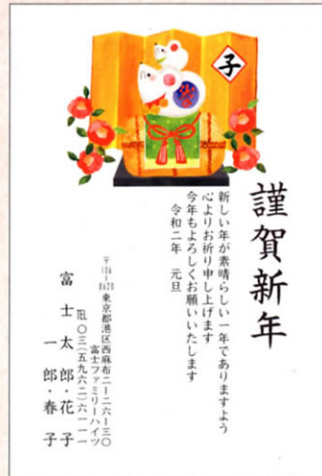 子
謹賀新年
新しい年が素晴らしい一年でありますよう
心よりお祈り申し上げます
今年もよろしくお願いいたします
令和二年 元旦
〒106-8620 東京都港区西麻布二ー二六ー三〇
富士ファミリーハイツ
TEL〇三(五九六二)六一一一
富士太郎・花子
一郎・春子